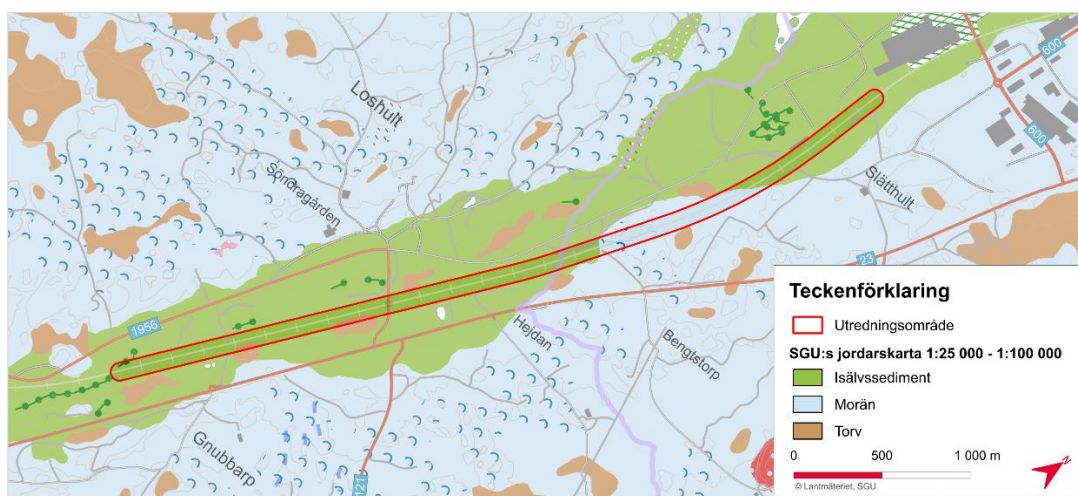 Loshult
Söndragården
1956
Gnubbarp
121
Hejdan
Bengtstorp
23
Slätthult
600
600
Teckenförklaring
Utredningsområde
SGU:s jordarskarta 1:25 000 - 1:100 000
Isälvssediment
Morän
Torv
0 500 1 000 m
© Lantmäteriet, SGU
N